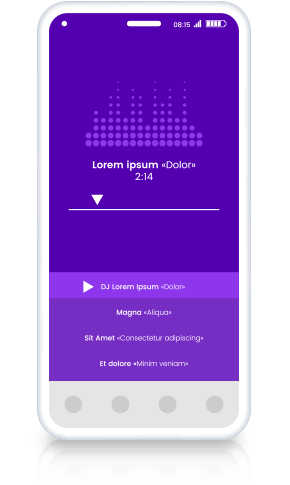 08:15
Lorem ipsum «Dolor»
2:14
DJ Lorem Ipsum «Dolor»
Magna «Aliqua»
Sit Amet «Consectetur adipiscing»
Et dolore «Minim veniam»